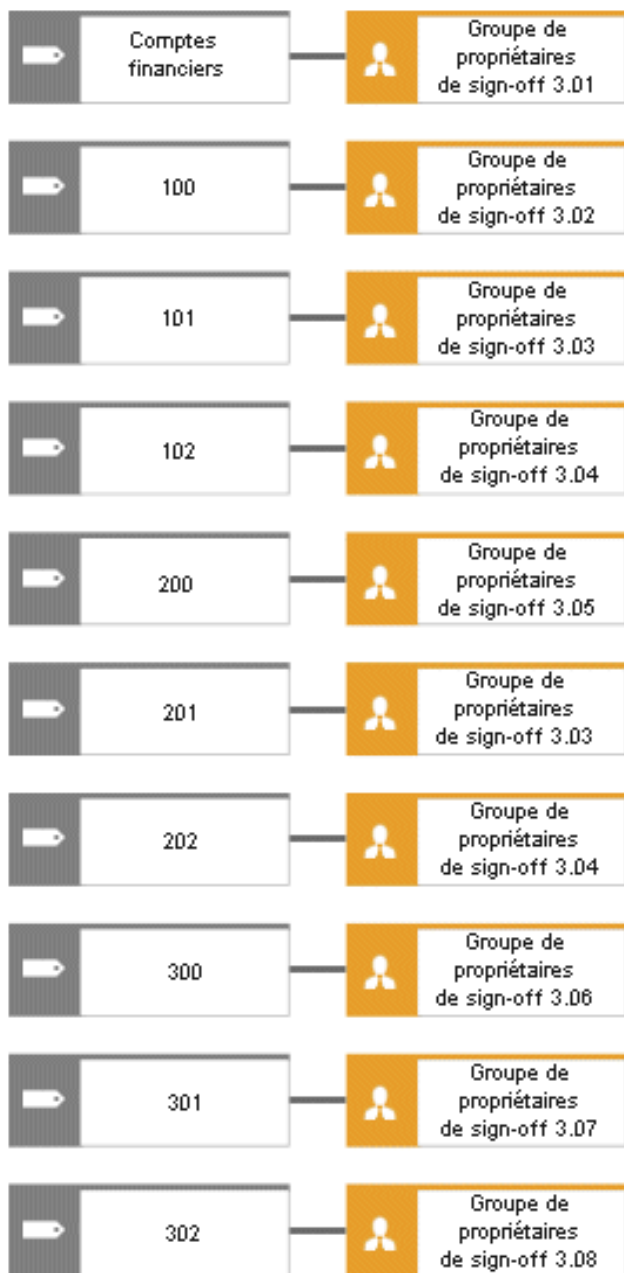 Comptes
financiers
Groupe de
propriétaires
de sign-off 3.01
100
Groupe de
propriétaires
de sign-off 3.02
101
Groupe de
propriétaires
de sign-off 3.03
102
Groupe de
propriétaires
de sign-off 3.04
200
Groupe de
propriétaires
de sign-off 3.05
201
Groupe de
propriétaires
de sign-off 3.03
202
Groupe de
propriétaires
de sign-off 3.04
300
Groupe de
propriétaires
de sign-off 3.06
301
Groupe de
propriétaires
de sign-off 3.07
302
Groupe de
propriétaires
de sign-off 3.08